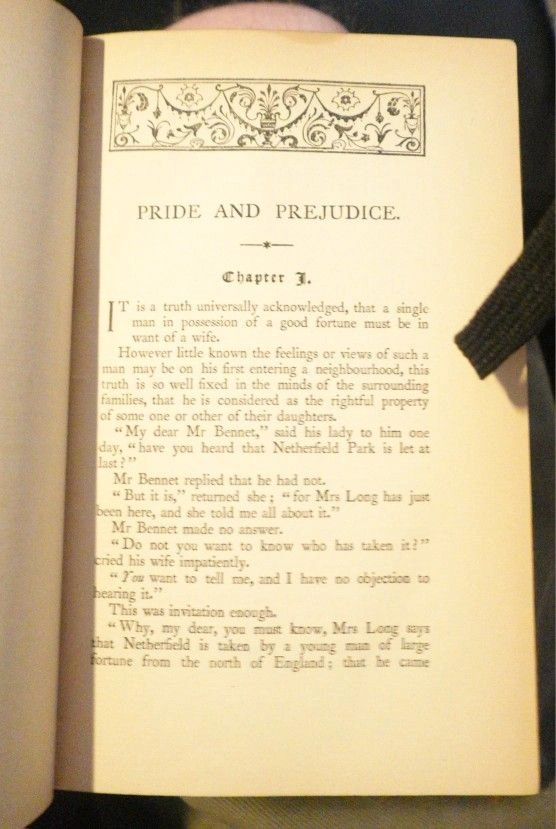 PRIDE AND PREJUDICE.
Chapter I.
IT is a truth universally acknowledged, that a single
man in possession of a good fortune must be in
want of a wife.
However little known the feelings or views of such a
man may be on his first entering a neighbourhood, this
truth is so well fixed in the minds of the surrounding
families, that he is considered as the rightful property
of some one or other of their daughters.
“My dear Mr Bennet,” said his lady to him one
day, “have you heard that Netherfield Park is let at
last?”
Mr Bennet replied that he had not.
“But it is,” returned she; “for Mrs Long has just
been here, and she told me all about it.”
Mr Bennet made no answer.
“Do not you want to know who has taken it?”
cried his wife impatiently.
“You want to tell me, and I have no objection to
hearing it.”
This was invitation enough.
“Why, my dear, you must know, Mrs Long says
that Netherfield is taken by a young man of large
fortune from the north of England; that he came